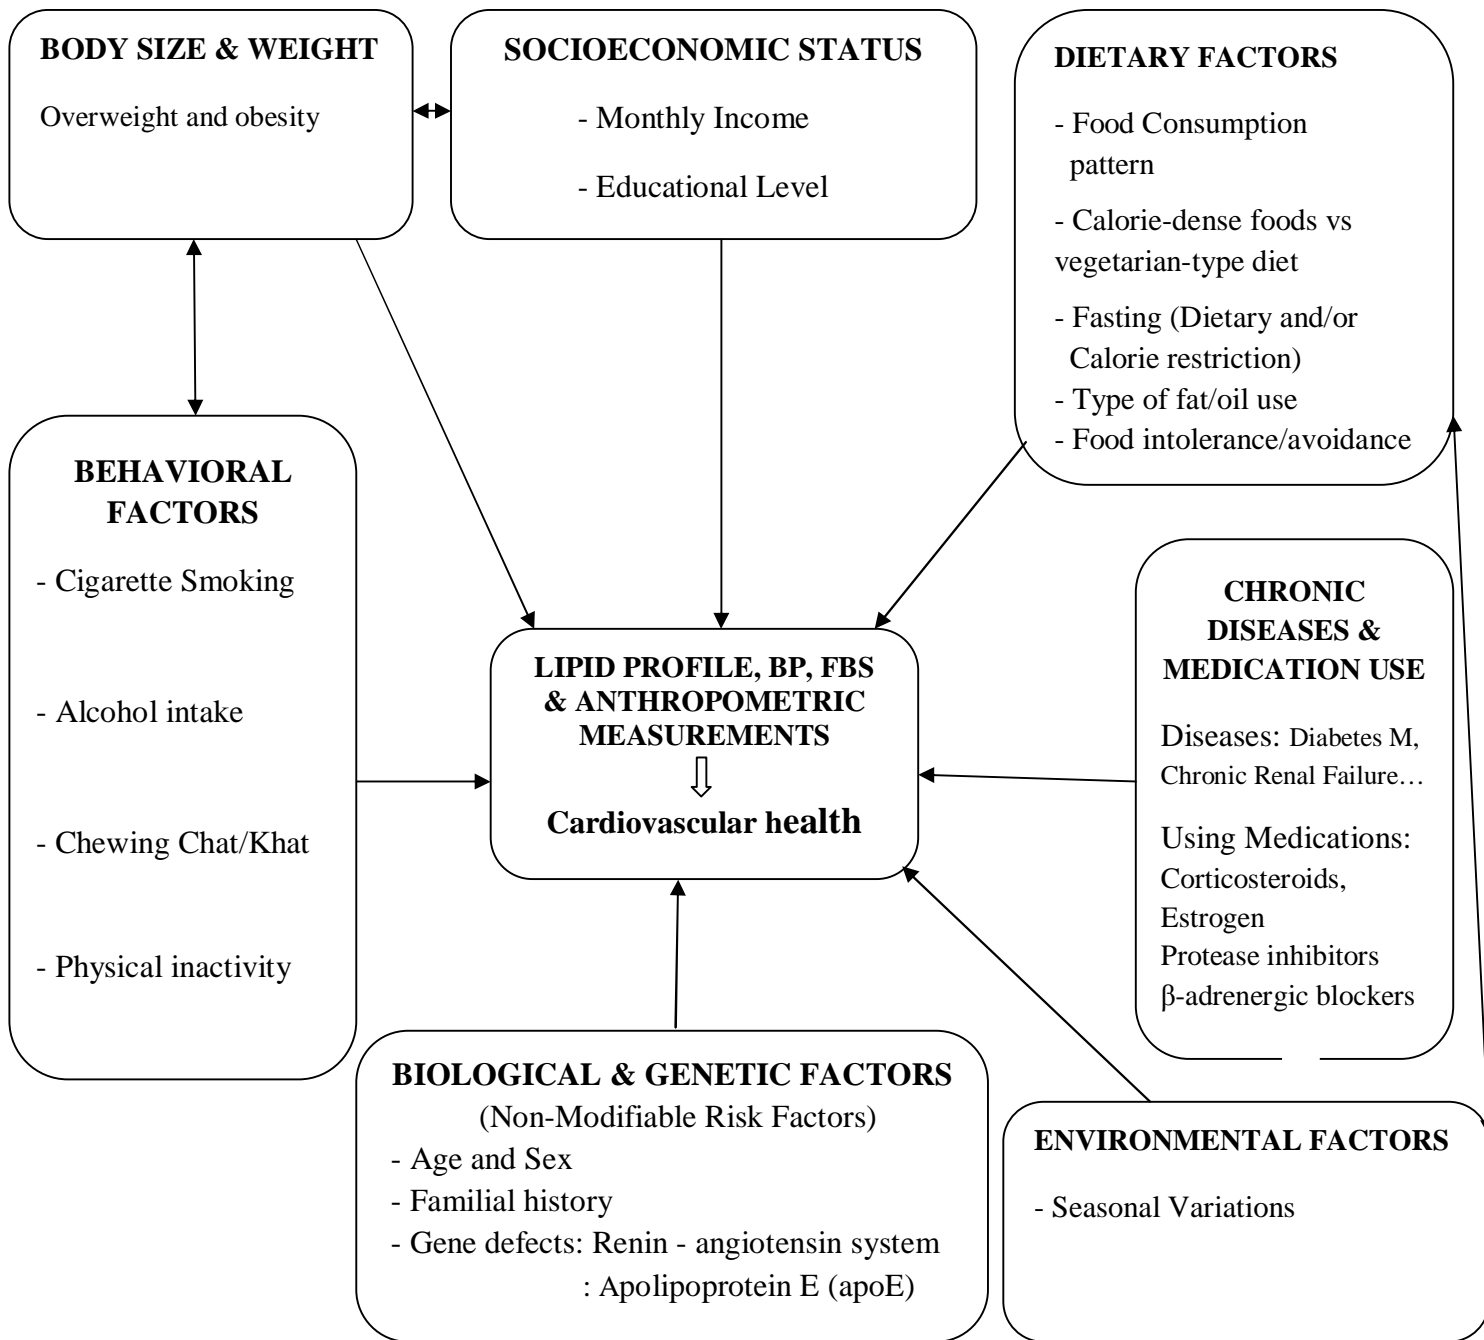 BODY SIZE & WEIGHT
Overweight and obesity
SOCIOECONOMIC STATUS
- Monthly Income
- Educational Level
DIETARY FACTORS
- Food Consumption
pattern
- Calorie-dense foods vs
vegetarian-type diet
- Fasting (Dietary and/or
Calorie restriction)
- Type of fat/oil use
- Food intolerance/avoidance
BEHAVIORAL
FACTORS
- Cigarette Smoking
- Alcohol intake
- Chewing Chat/Khat
- Physical inactivity
LIPID PROFILE, BP, FBS
& ANTHROPOMETRIC
MEASUREMENTS
Cardiovascular health
CHRONIC
DISEASES &
MEDICATION USE
Diseases: Diabetes M,
Chronic Renal Failure…
Using Medications:
Corticosteroids,
Estrogen
Protease inhibitors
β-adrenergic blockers
BIOLOGICAL & GENETIC FACTORS
(Non-Modifiable Risk Factors)
- Age and Sex
- Familial history
- Gene defects: Renin - angiotensin system
: Apolipoprotein E (apoE)
ENVIRONMENTAL FACTORS
- Seasonal Variations